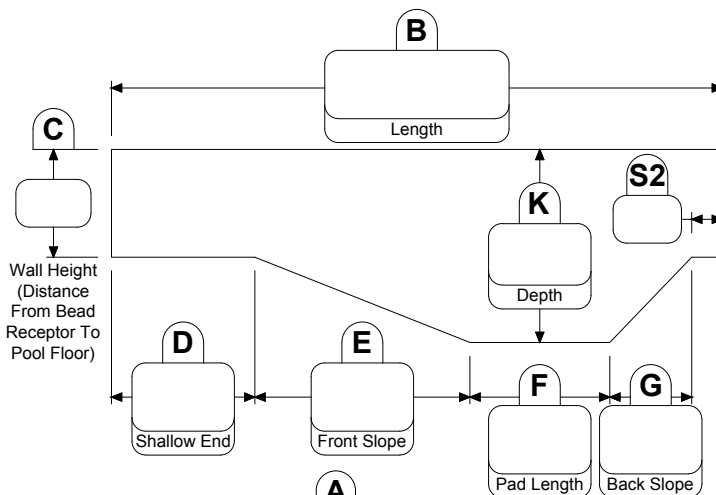 B
Length
C
S2
K
Depth
Wall Height
(Distance
From Bead
Receptor To
Pool Floor)
D
Shallow End
E
Front Slope
F
Pad Length
G
Back Slope
A